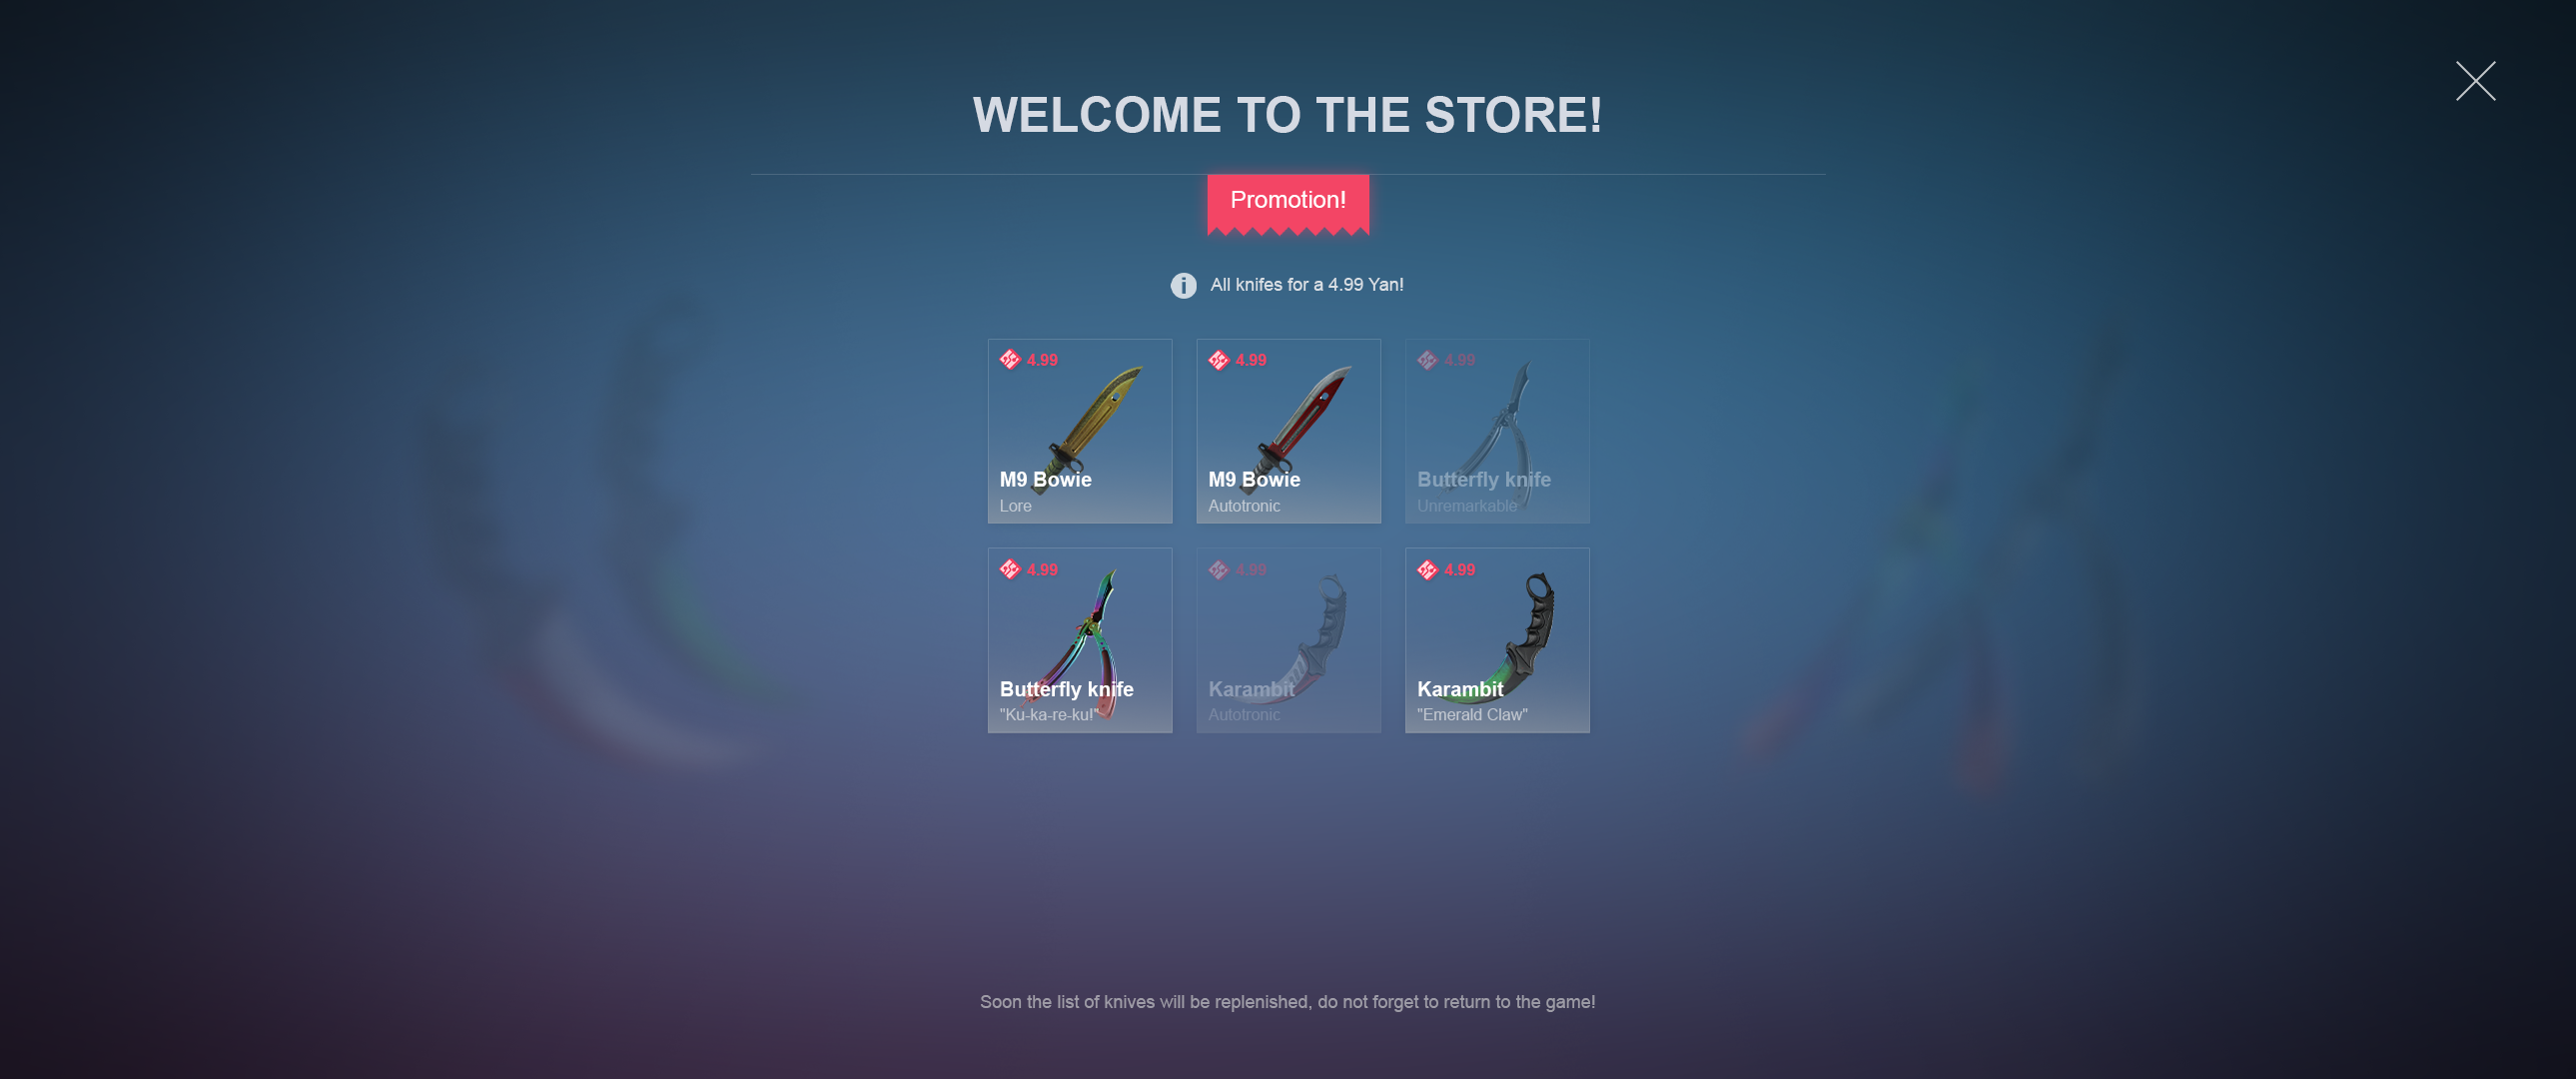 WELCOME TO THE STORE!
Promotion!
All knifes for a 4.99 Yan!
4.99
M9 Bowie
Lore
4.99
M9 Bowie
Autotronic
4.99
Butterfly knife
Unremarkable
4.99
Butterfly knife
"Ku-ka-re-ku!"
4.99
Karambit
Autotronic
4.99
Karambit
"Emerald Claw"
Soon the list of knives will be replenished, do not forget to return to the game!